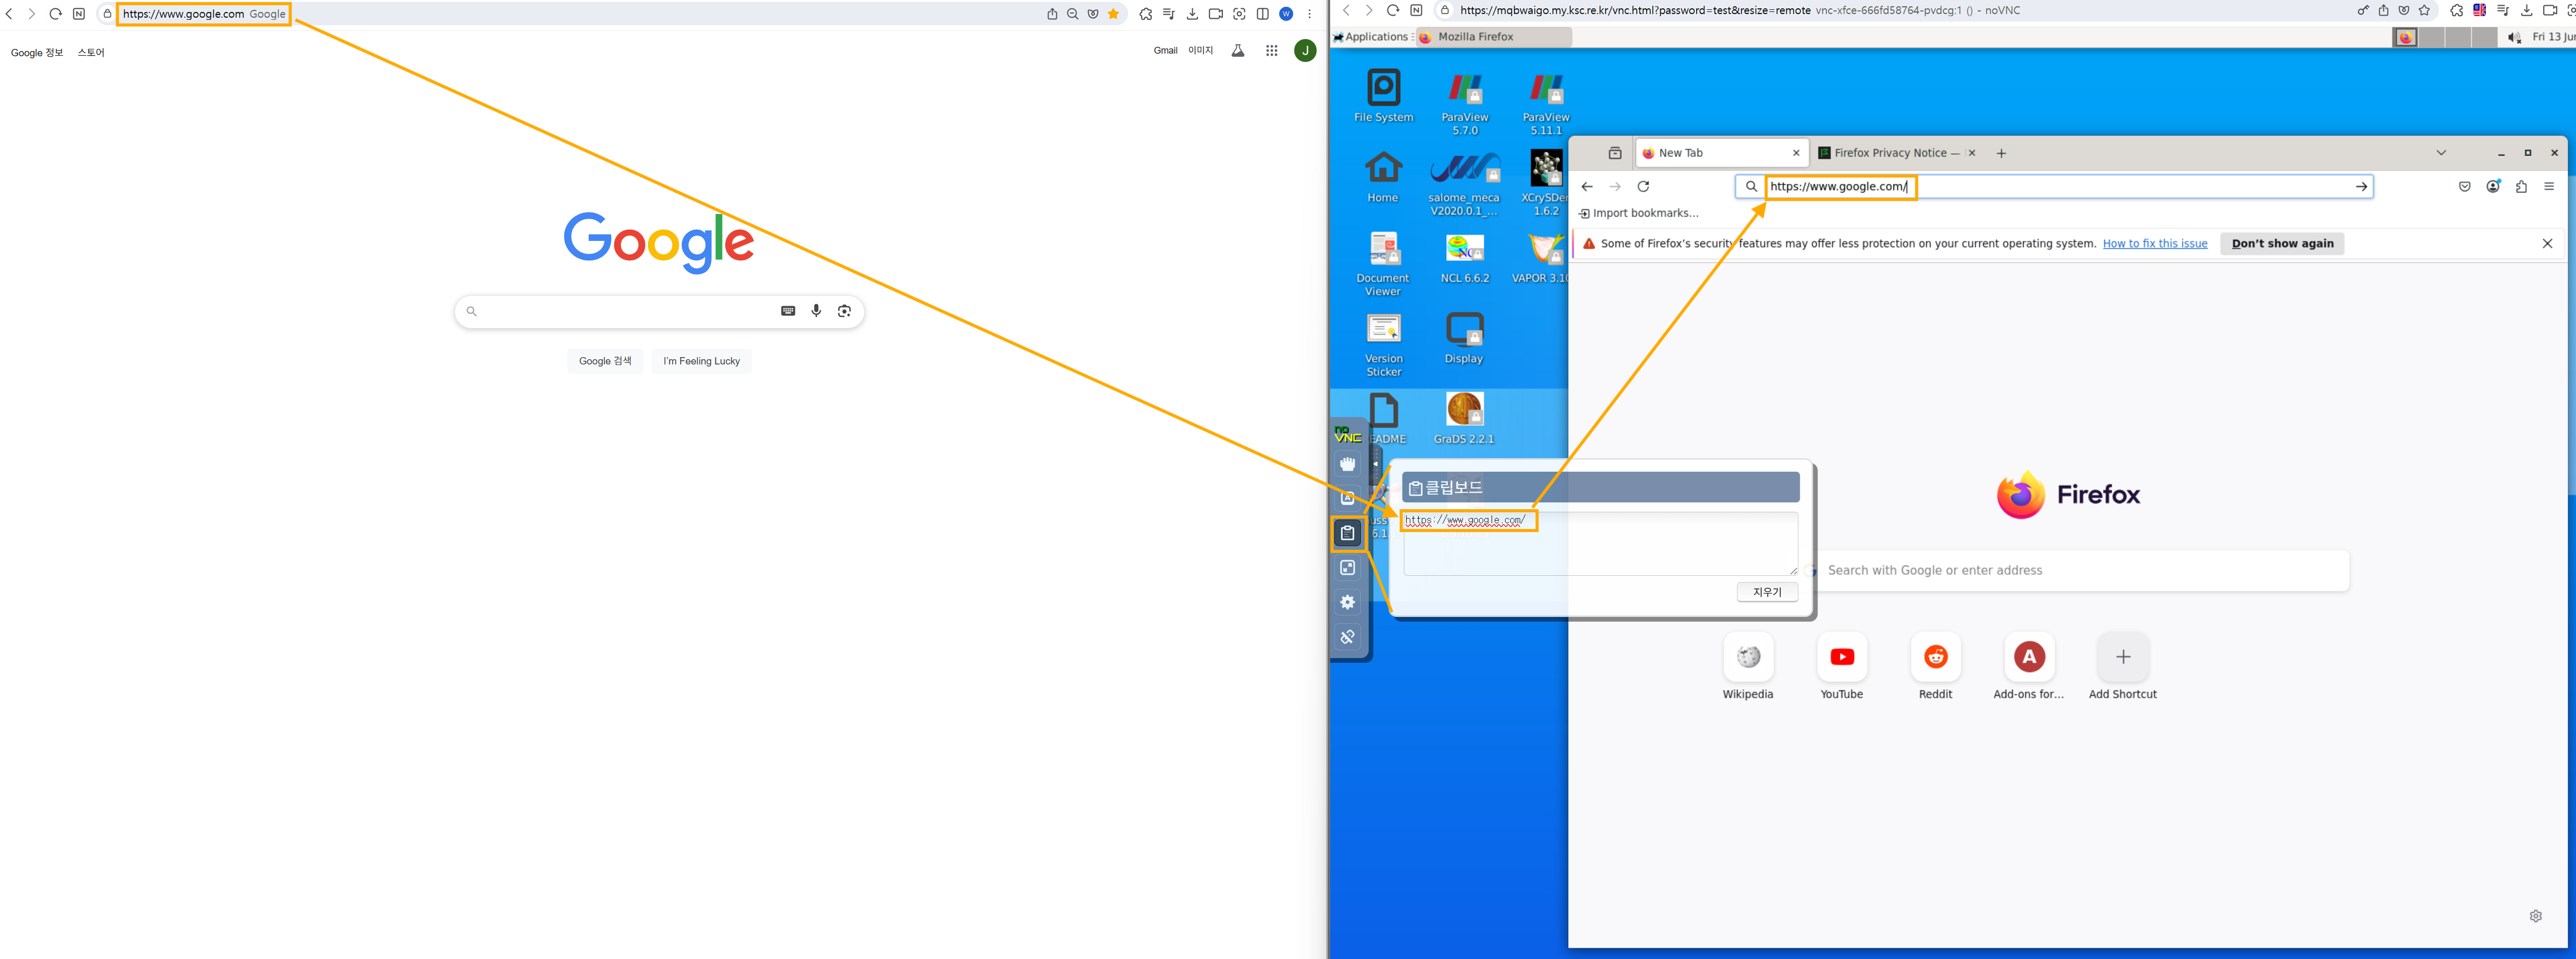 https://www.google.com Google
Google 정보 스토어
Gmail 이미지
J
W
Google
Google 검색 I'm Feeling Lucky
https://mqbwaigo.my.ksc.re.kr/vnc.html?password=test&resize=remote vnc-xfce-666fd58764-pvdcg:1 () - noVNC
Applications Mozilla Firefox
Fri 13 Jun
File System
ParaView
5.7.0
ParaView
5.11.1
Home
salome_meca
V2020.0.1_...
XCrySDen
1.6.2
Document
Viewer
NCL 6.6.2
VAPOR 3.10
Version
Sticker
Display
EADME
GraDS 2.2.1
New Tab
Firefox Privacy Notice —
https://www.google.com/
Import bookmarks...
Some of Firefox's security features may offer less protection on your current operating system. How to fix this issue Don't show again
no
VNC
A
클립보드
https://www.google.com/
지우기
Firefox
Search with Google or enter address
Wikipedia
YouTube
Reddit
A
Add-ons for...
Add Shortcut